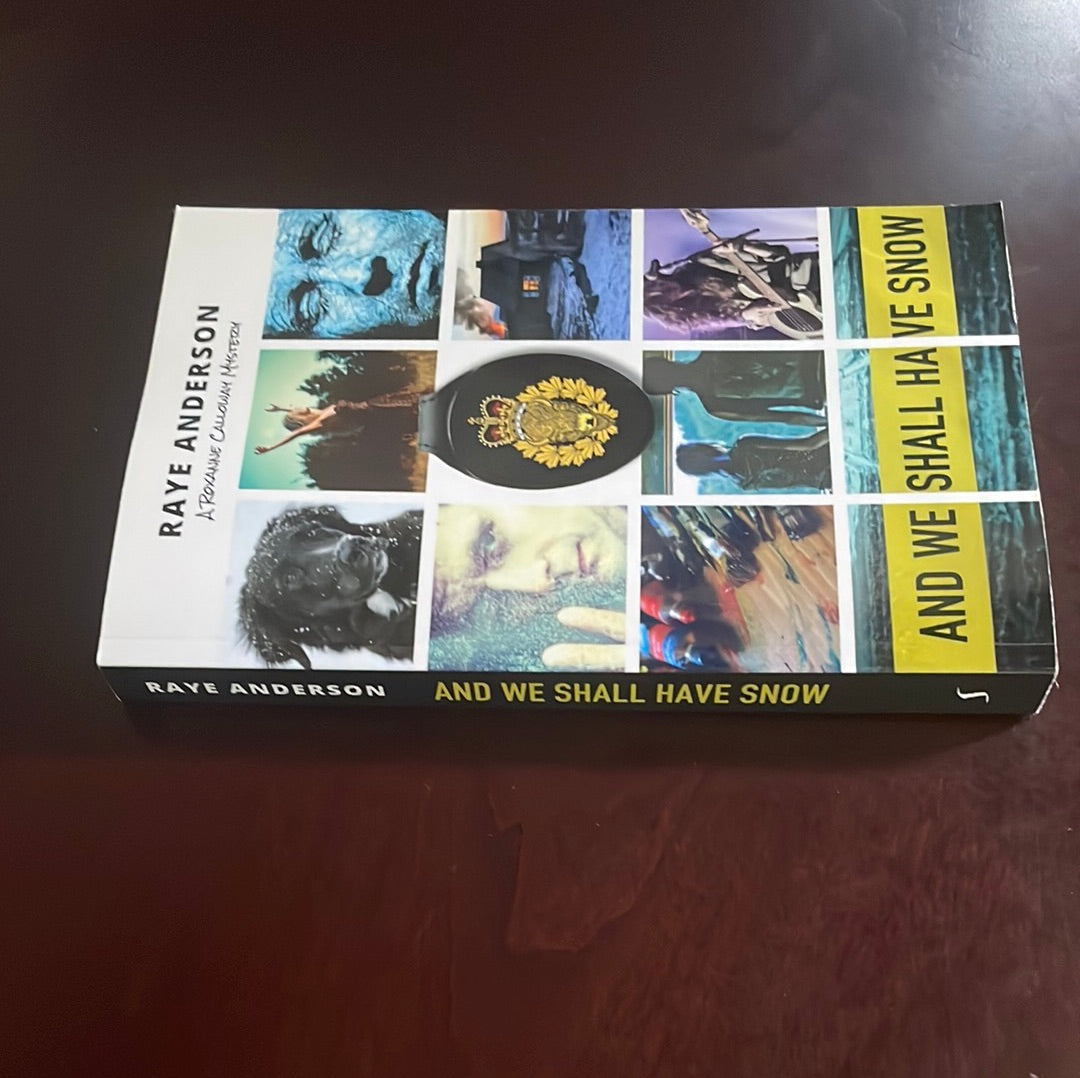 RAYE ANDERSON
A ROXANNE CALLOWAY MYSTERY
AND WE SHALL HAVE SNOW
RAYE ANDERSON AND WE SHALL HAVE SNOW